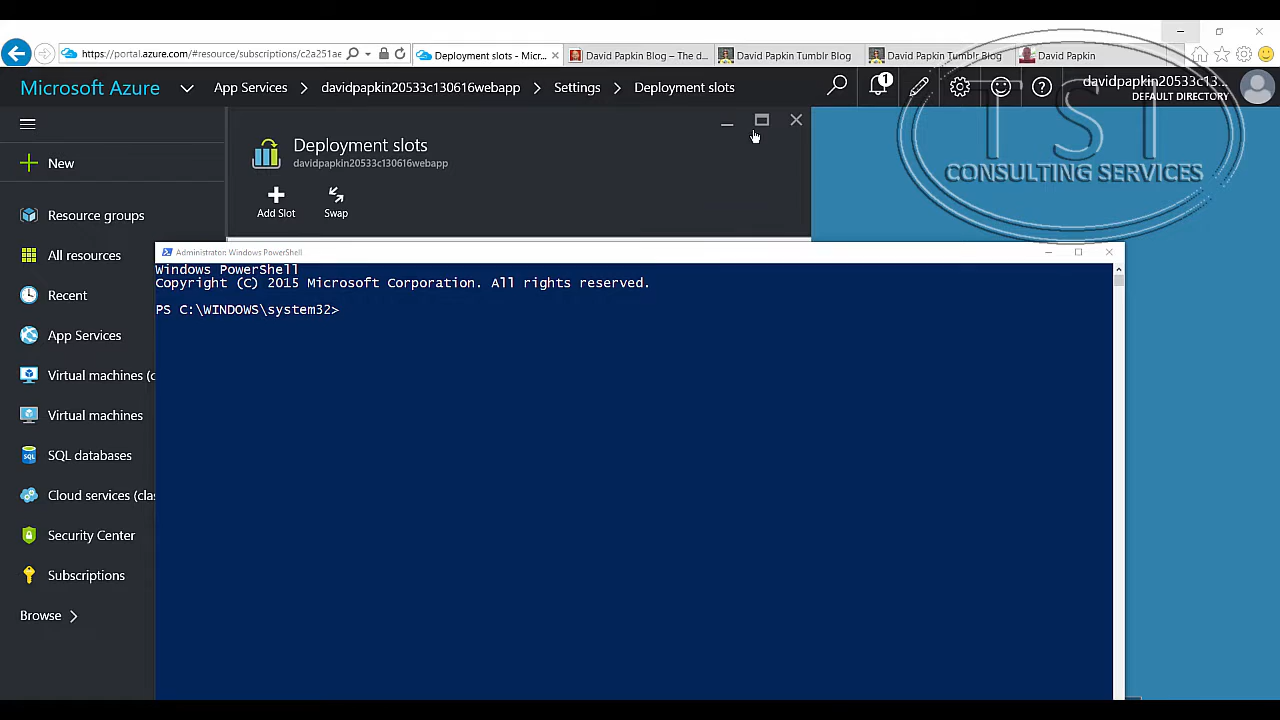 https://portal.azure.com/#resource/subscriptions/c2a251ae
Deployment slots - Micr...
David Papkin Blog – The d...
David Papkin Tumblr Blog
David Papkin Tumblr Blog
David Papkin
Microsoft Azure
App Services
davidpapkin20533c130616webapp
Settings
Deployment slots
1
davidpapkin20533c13...
DEFAULT DIRECTORY
TST
CONSULTING SERVICES
Deployment slots
davidpapkin20533c130616webapp
Add Slot
Swap
New
Resource groups
All resources
Recent
App Services
Virtual machines (c
Virtual machines
SQL databases
Cloud services (clas
Security Center
Subscriptions
Browse
Administrator: Windows PowerShell
Windows PowerShell
Copyright (C) 2015 Microsoft Corporation. All rights reserved.
PS C:\WINDOWS\system32>